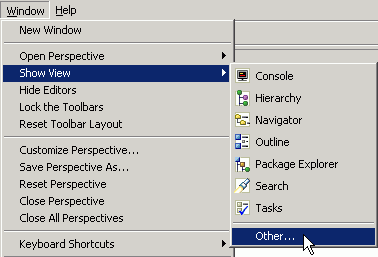 Window Help
New Window
Open Perspective
Show View
Hide Editors
Lock the Toolbars
Reset Toolbar Layout
Customize Perspective...
Save Perspective As...
Reset Perspective
Close Perspective
Close All Perspectives
Keyboard Shortcuts
Console
Hierarchy
Navigator
Outline
Package Explorer
Search
Tasks
Other...